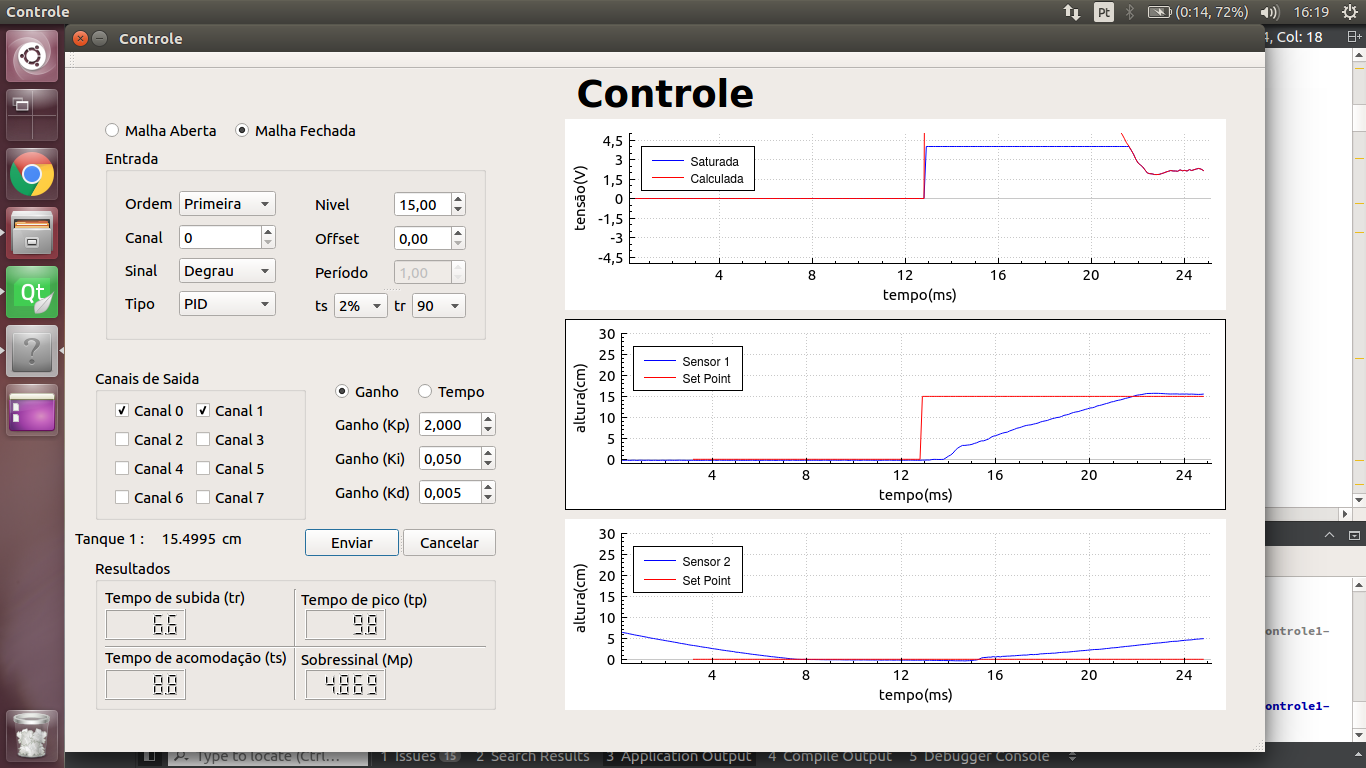 Controle
Pt
(0:14, 72%)
16:19
Controle
4, Col: 18
Controle
Malha Aberta
Malha Fechada
Entrada
Ordem Primeira
Nivel 15,00
Canal 0
Offset 0,00
Sinal Degrau
Período 1,00
Tipo PID
ts 2% tr 90
Canais de Saida
Canal 0 Canal 1
Canal 2 Canal 3
Canal 4 Canal 5
Canal 6 Canal 7
Ganho Tempo
Ganho (Kp) 2,000
Ganho (Ki) 0,050
Ganho (Kd) 0,005
Tanque 1 : 15.4995 cm
Enviar Cancelar
Resultados
Tempo de subida (tr)
6.6
Tempo de pico (tp)
9.8
Tempo de acomodação (ts)
8.8
Sobressinal (Mp)
4.869
tensão(V)
4,5
3
1,5
0
-1,5
-3
-4,5
Saturada
Calculada
4 8 12 16 20 24
tempo(ms)
altura(cm)
30
25
20
15
10
5
0
Sensor 1
Set Point
4 8 12 16 20 24
tempo(ms)
altura(cm)
30
25
20
15
10
5
0
Sensor 2
Set Point
4 8 12 16 20 24
tempo(ms)
Qt
?
ontrole1-
ontrole1-
Type to locate (Ctrl...
1 Issues 15
2 Search Results
3 Application Output
4 Compile Output
5 Debugger Console